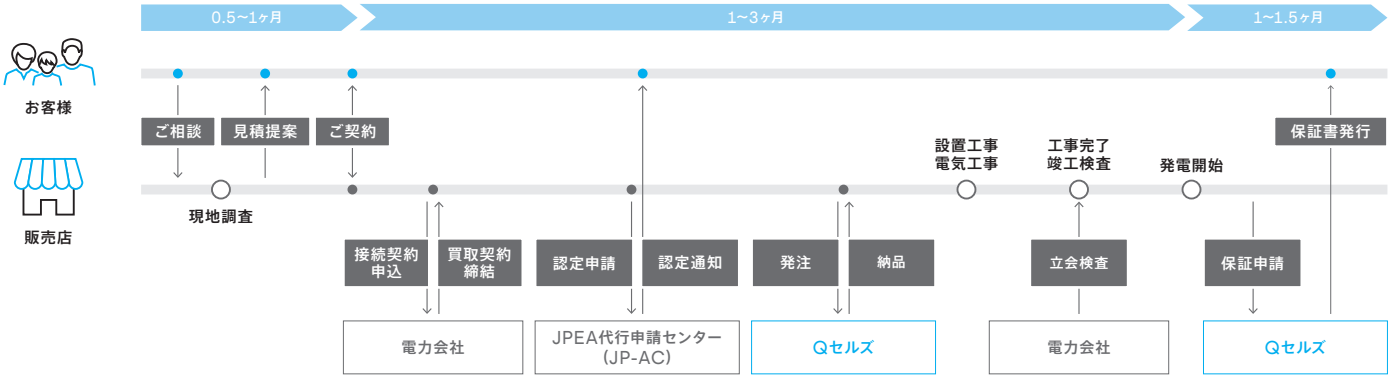 0.5~1ヶ月
1~3ヶ月
1~1.5ヶ月
お客様
ご相談
見積提案
ご契約
保証書発行
販売店
現地調査
設置工事
電気工事
工事完了
竣工検査
発電開始
接続契約
申込
買取契約
締結
認定申請
認定通知
発注
納品
立会検査
保証申請
電力会社
JPEA代行申請センター
(JP-AC)
Qセルズ
電力会社
Qセルズ